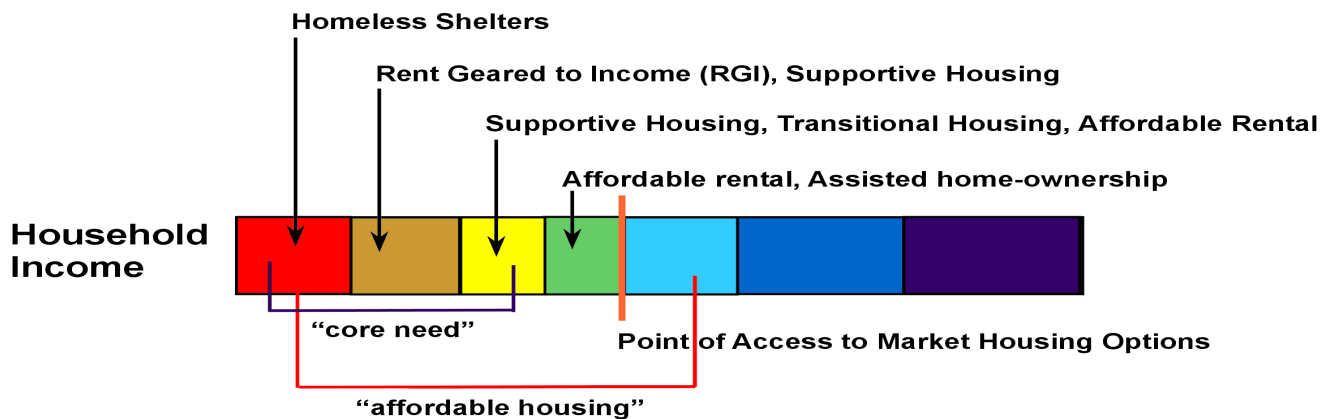 Homeless Shelters
Rent Geared to Income (RGI), Supportive Housing
Supportive Housing, Transitional Housing, Affordable Rental
Affordable rental, Assisted home-ownership
Household
Income
“core need”
Point of Access to Market Housing Options
“affordable housing”